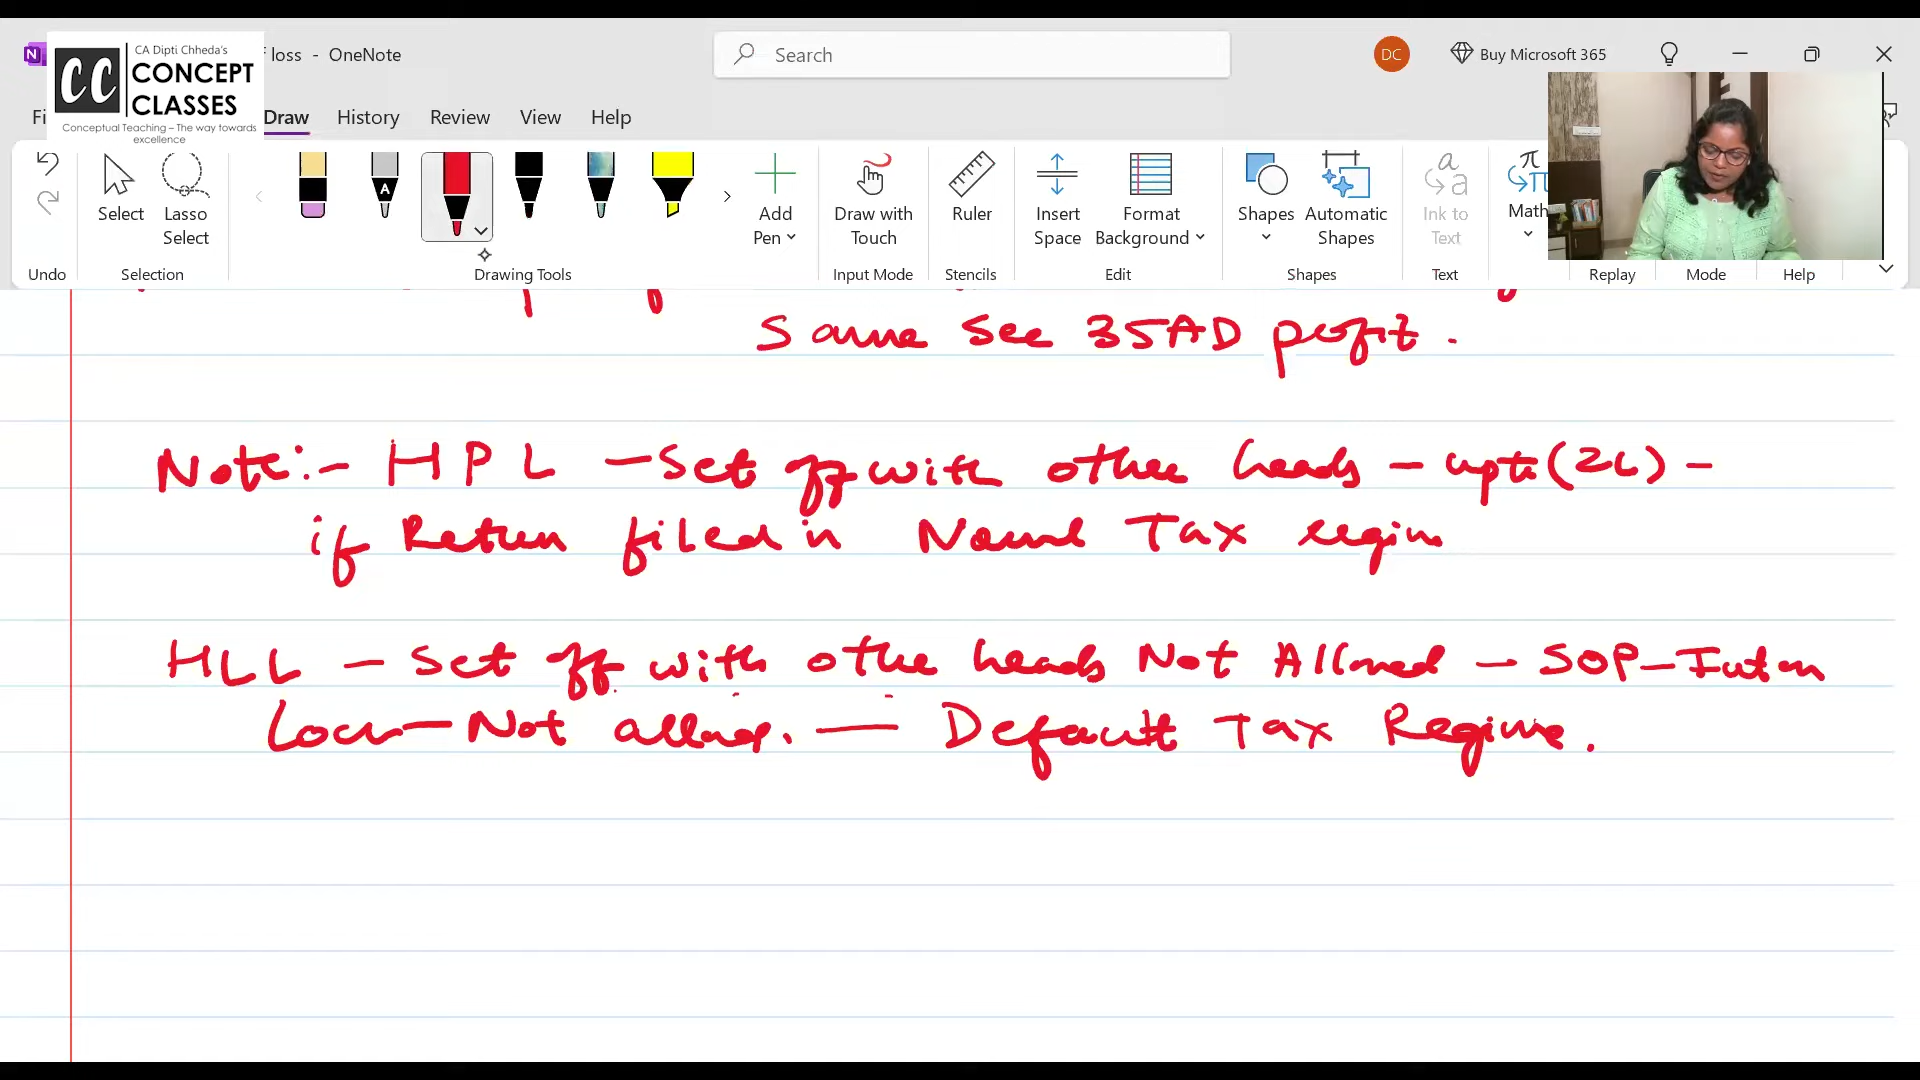 CA Dipti Chheda's
CONCEPT
CLASSES
Conceptual Teaching – The way towards
excellence
loss - OneNote
Search
DC
Buy Microsoft 365
Draw
History
Review
View
Help
Undo
Select
Lasso
Select
Selection
Drawing Tools
Add
Pen
Draw with
Touch
Input Mode
Ruler
Stencils
Insert
Space
Format
Background
Edit
Shapes
Automatic
Shapes
Shapes
Ink to
Text
Text
Math
Replay
Mode
Help
Same Sec 35AD profit.
Note:- HPL - Set off with other heads - upto (2L) -
if Return filed in Normal Tax regime
HLL - Set off with othe heads Not Allowed - SOP - Inten
Loan - Not allowed. — Default Tax Regime.